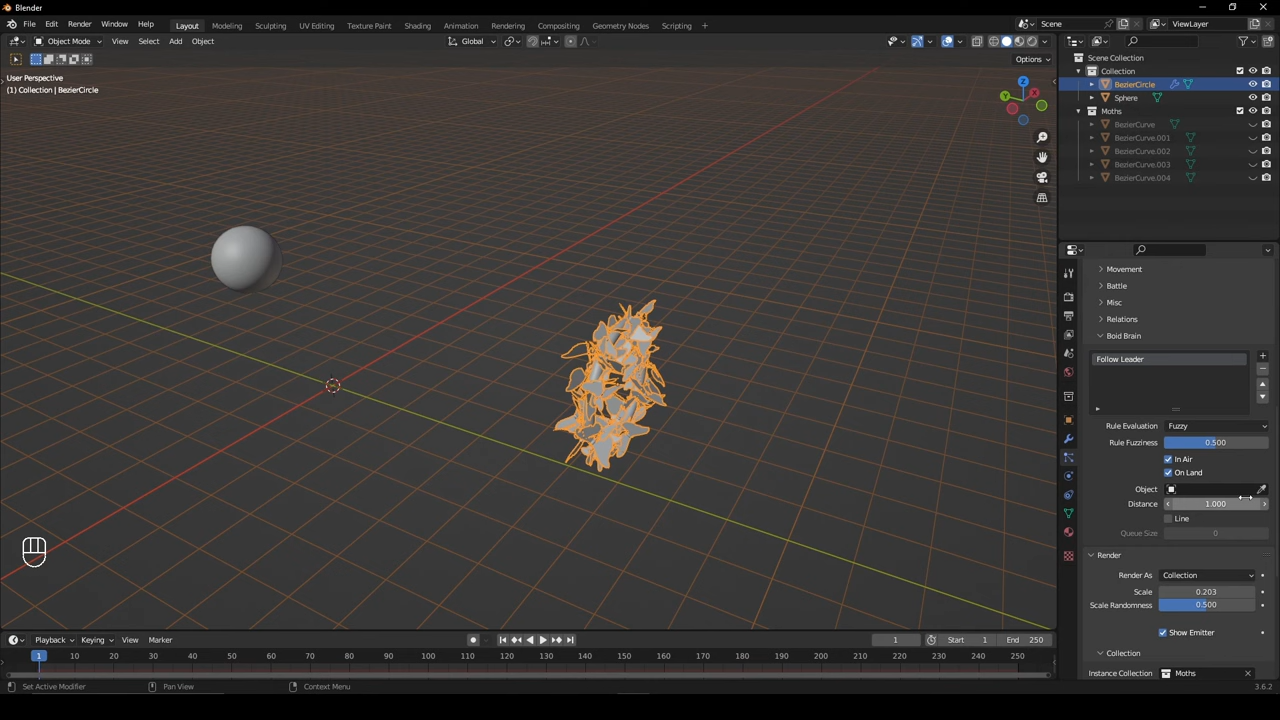 Blender
File Edit Render Window Help Layout Modeling Sculpting UV Editing Texture Paint Shading Animation Rendering Compositing Geometry Nodes Scripting + Scene ViewLayer
Object Mode View Select Add Object Global
Options
User Perspective
(1) Collection | BezierCircle
Z
Y
X
Scene Collection
Collection
BezierCircle
Sphere
Moths
BezierCurve
BezierCurve.001
BezierCurve.002
BezierCurve.003
BezierCurve.004
Movement
Battle
Misc
Relations
Boid Brain
Follow Leader
Rule Evaluation Fuzzy
Rule Fuzziness 0.500
In Air
On Land
Object
Distance 1.000
Line
Queue Size 0
Render
Render As Collection
Scale 0.203
Scale Randomness 0.500
Show Emitter
Collection
Instance Collection Moths
Playback Keying View Marker 1 Start 1 End 250
1 10 20 30 40 50 60 70 80 90 100 110 120 130 140 150 160 170 180 190 200 210 220 230 240 250
Set Active Modifier Pan View Context Menu 3.6.2